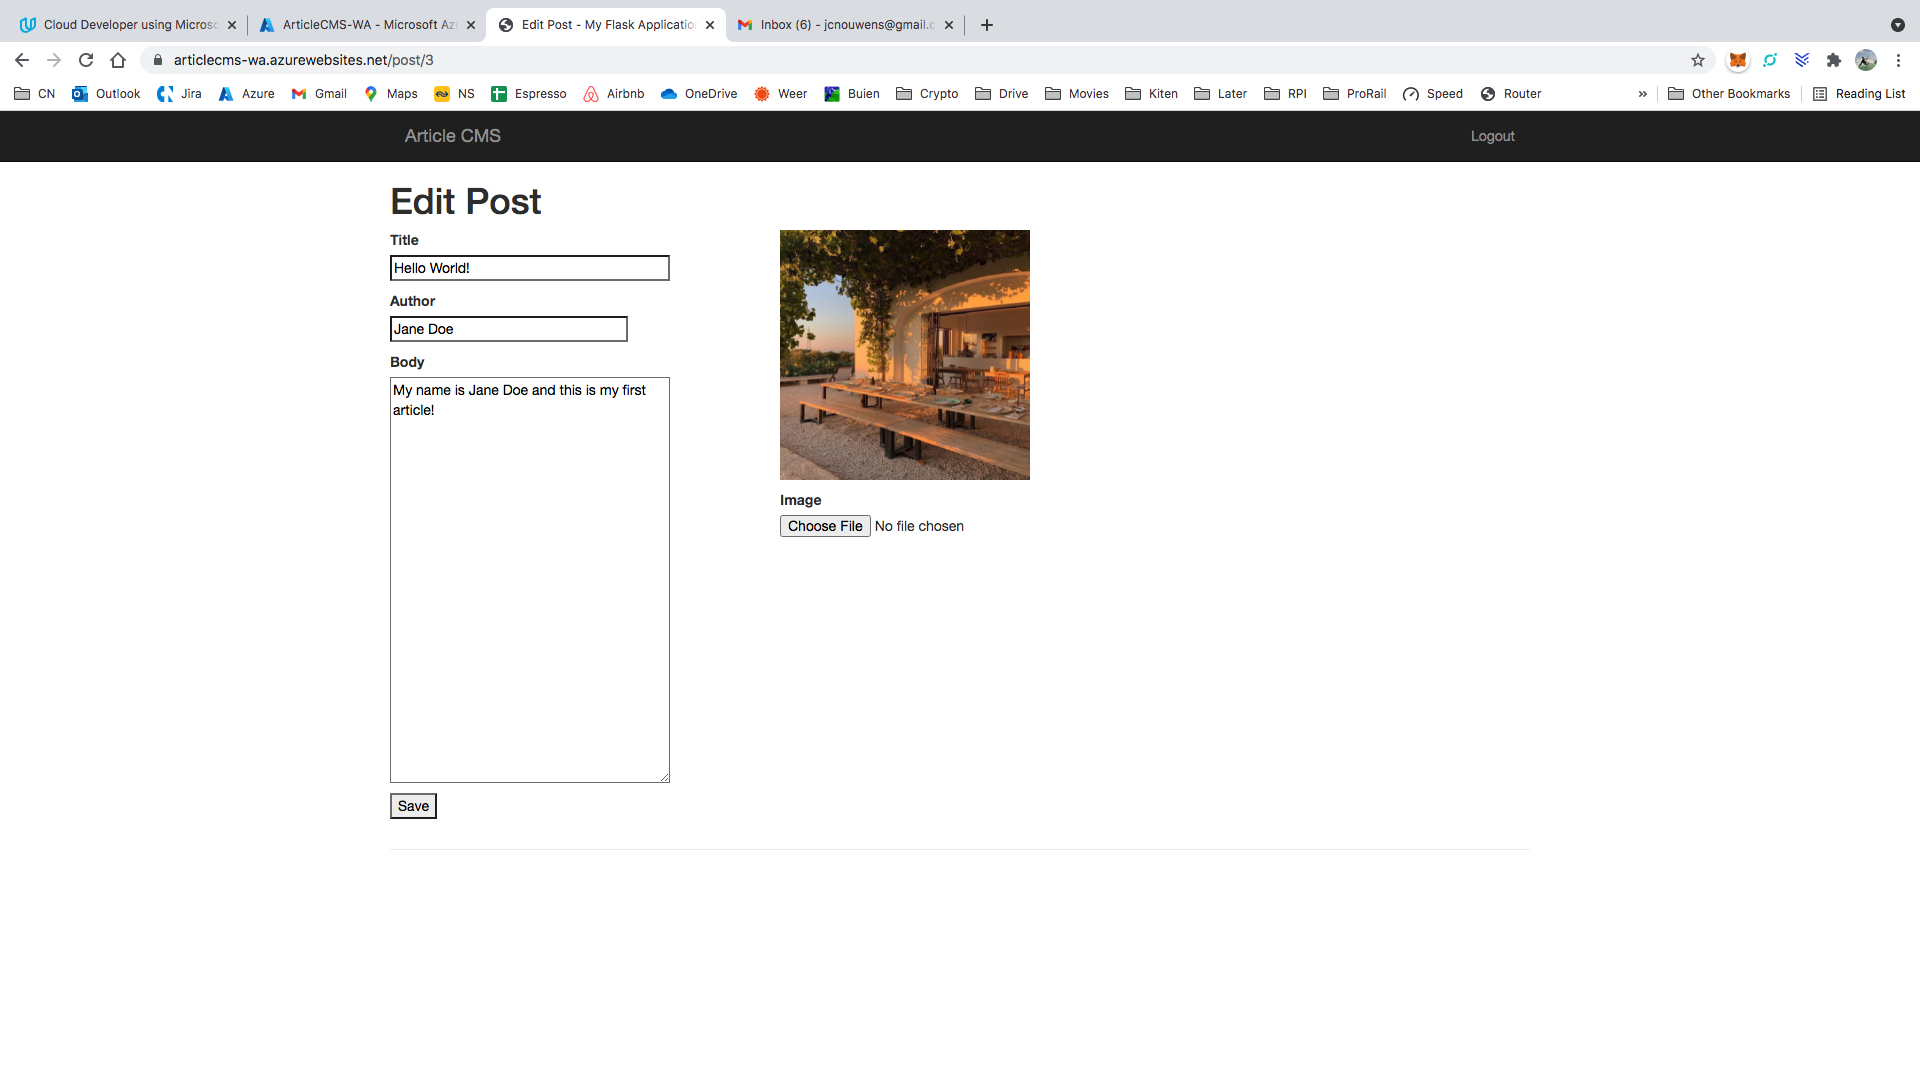 Cloud Developer using Micros
ArticleCMS-WA - Microsoft Az
Edit Post - My Flask Applicatio
Inbox (6) - jcnouwens@gmail.c
articlecms-wa.azurewebsites.net/post/3
CN Outlook Jira Azure Gmail Maps NS Espresso Airbnb OneDrive Weer Buien Crypto Drive Movies Kiten Later RPI ProRail Speed Router » Other Bookmarks Reading List
Article CMS Logout
Edit Post
Title
Hello World!
Author
Jane Doe
Body
My name is Jane Doe and this is my first
article!
Image
Choose File No file chosen
Save